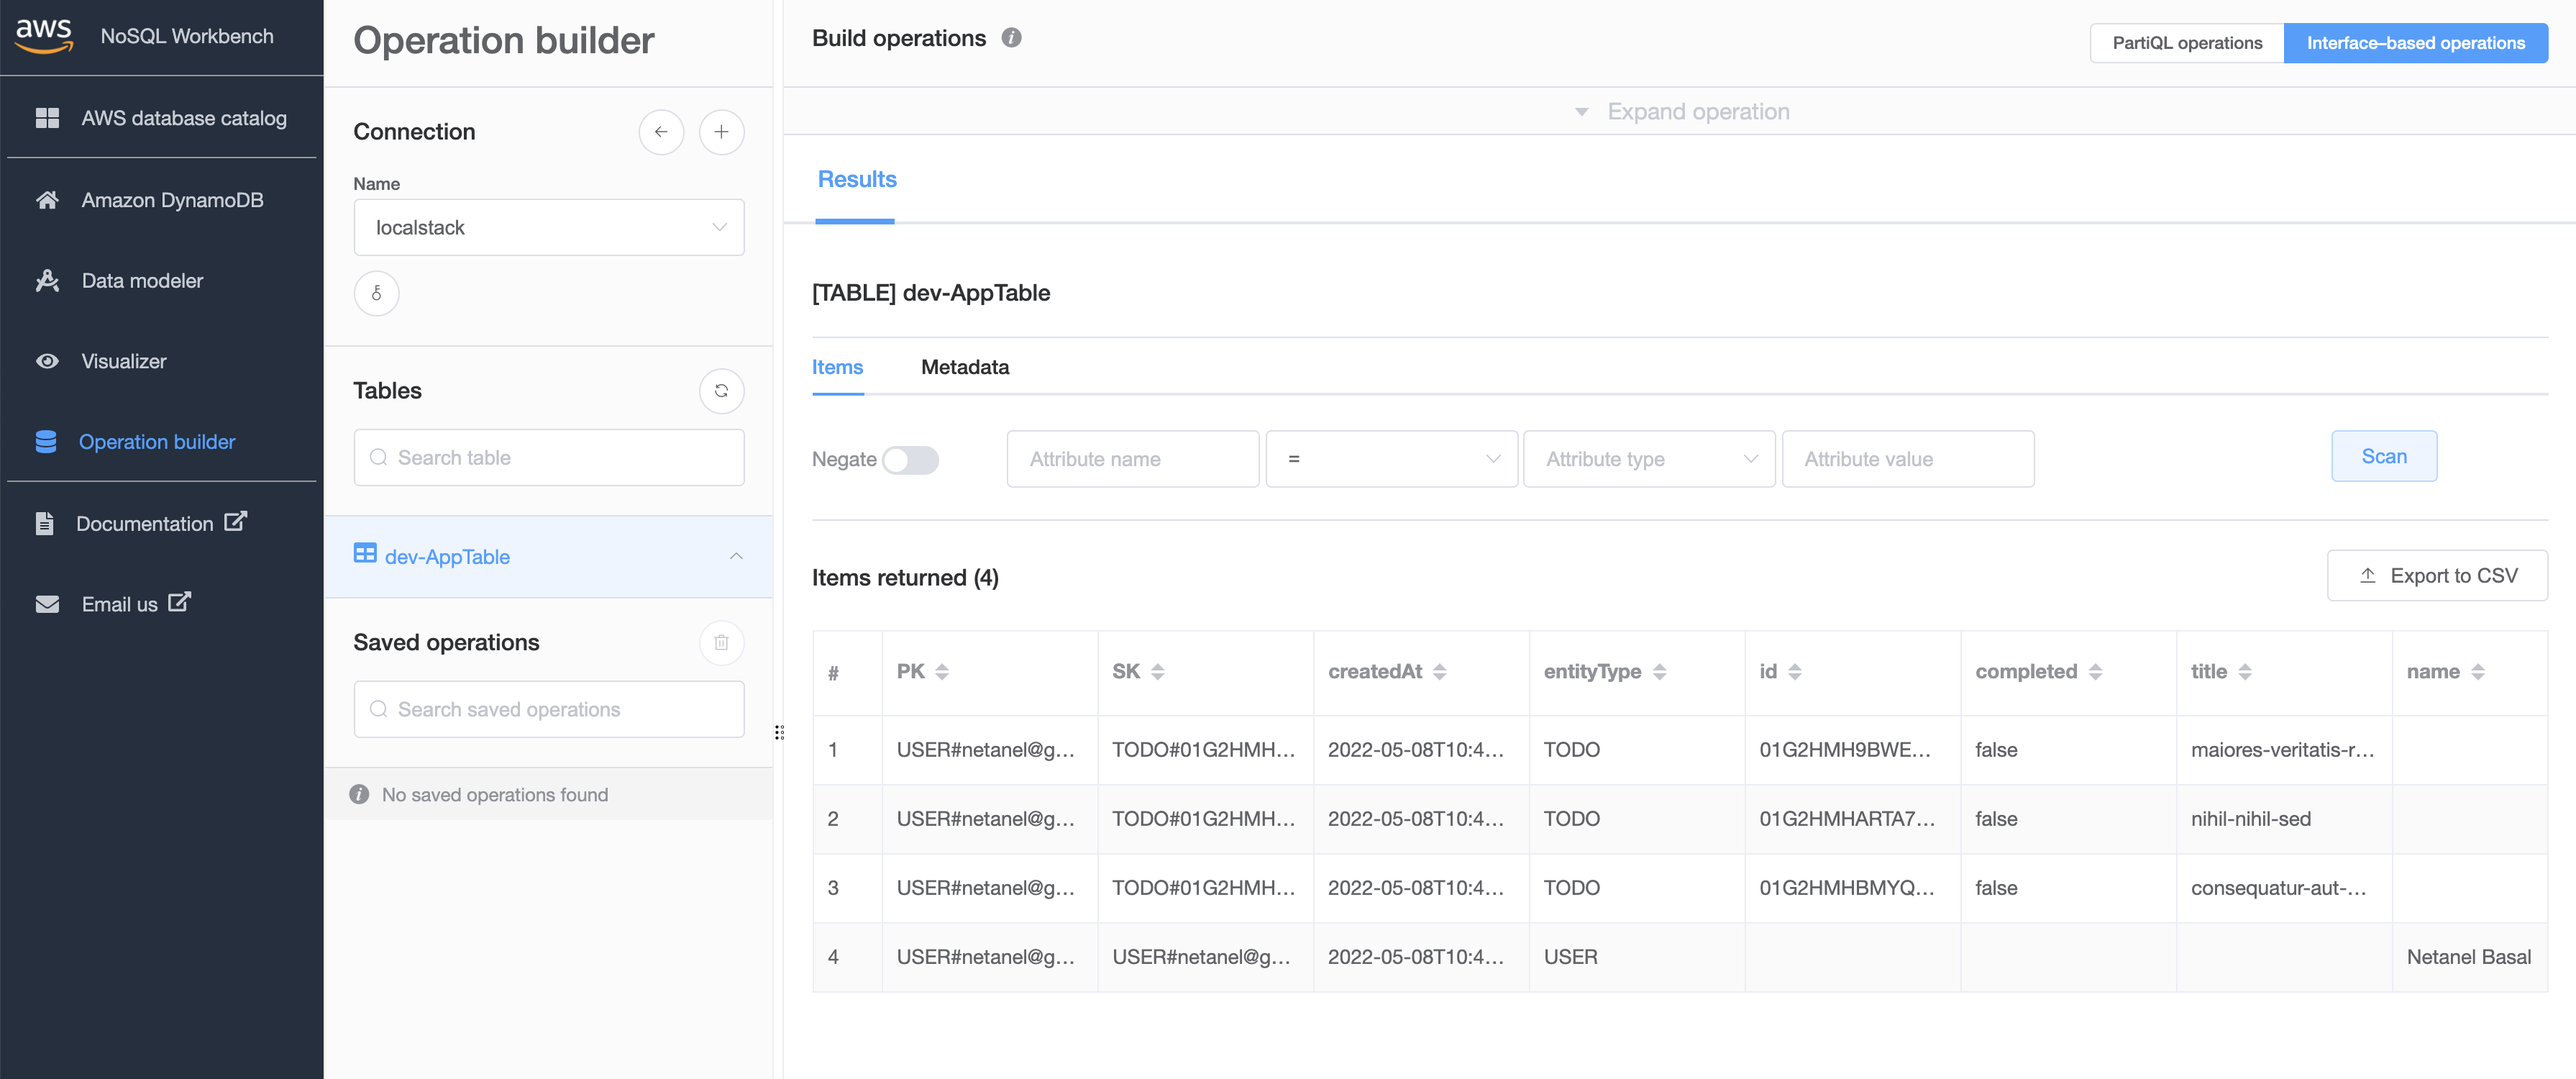 aws NoSQL Workbench
AWS database catalog
Amazon DynamoDB
Data modeler
Visualizer
Operation builder
Documentation
Email us
Operation builder
Connection
Name
localstack
Tables
Search table
dev-AppTable
Saved operations
Search saved operations
No saved operations found
Build operations
PartiQL operations Interface–based operations
Expand operation
Results
[TABLE] dev-AppTable
Items Metadata
Negate Attribute name = Attribute type Attribute value Scan
Items returned (4) Export to CSV
# PK SK createdAt entityType id completed title name
1 USER#netanel@g... TODO#01G2HMH... 2022-05-08T10:4... TODO 01G2HMH9BWE... false maiores-veritatis-r...
2 USER#netanel@g... TODO#01G2HMH... 2022-05-08T10:4... TODO 01G2HMHARTA7... false nihil-nihil-sed
3 USER#netanel@g... TODO#01G2HMH... 2022-05-08T10:4... TODO 01G2HMHBMYQ... false consequatur-aut-...
4 USER#netanel@g... USER#netanel@g... 2022-05-08T10:4... USER Netanel Basal